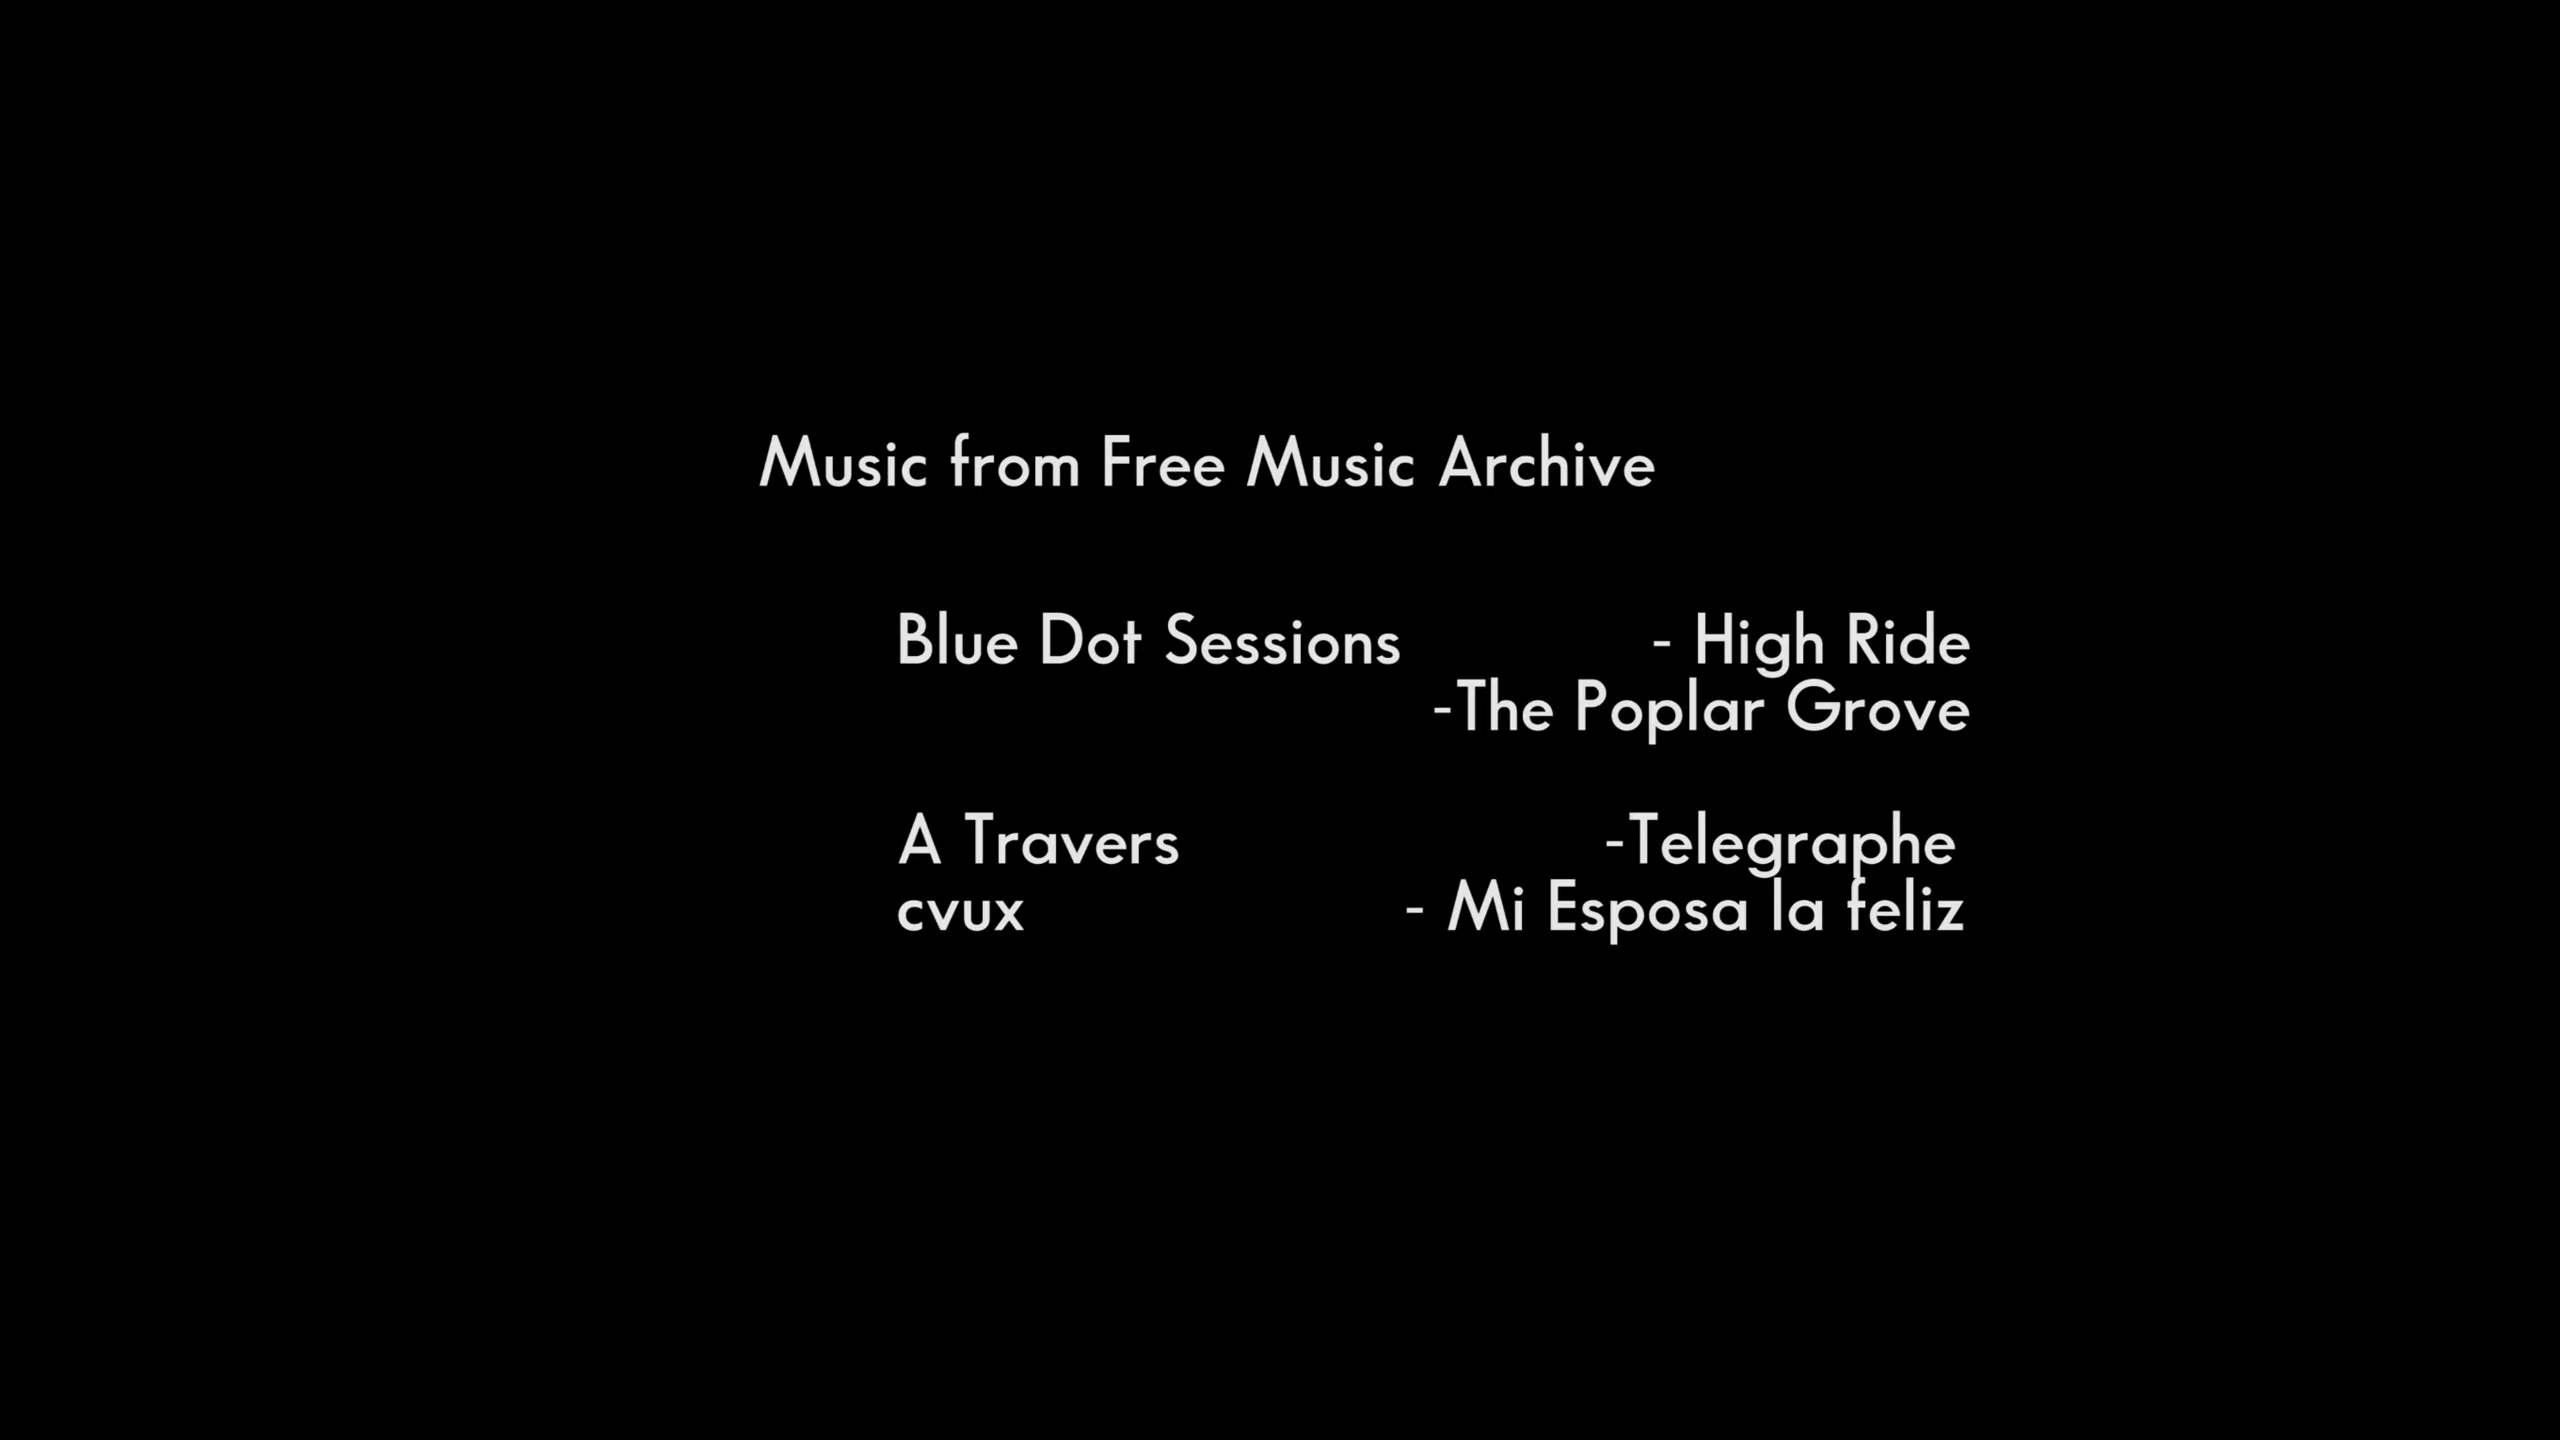 Music from Free Music Archive
Blue Dot Sessions - High Ride
-The Poplar Grove
A Travers -Telegraphe
cvux - Mi Esposa la feliz